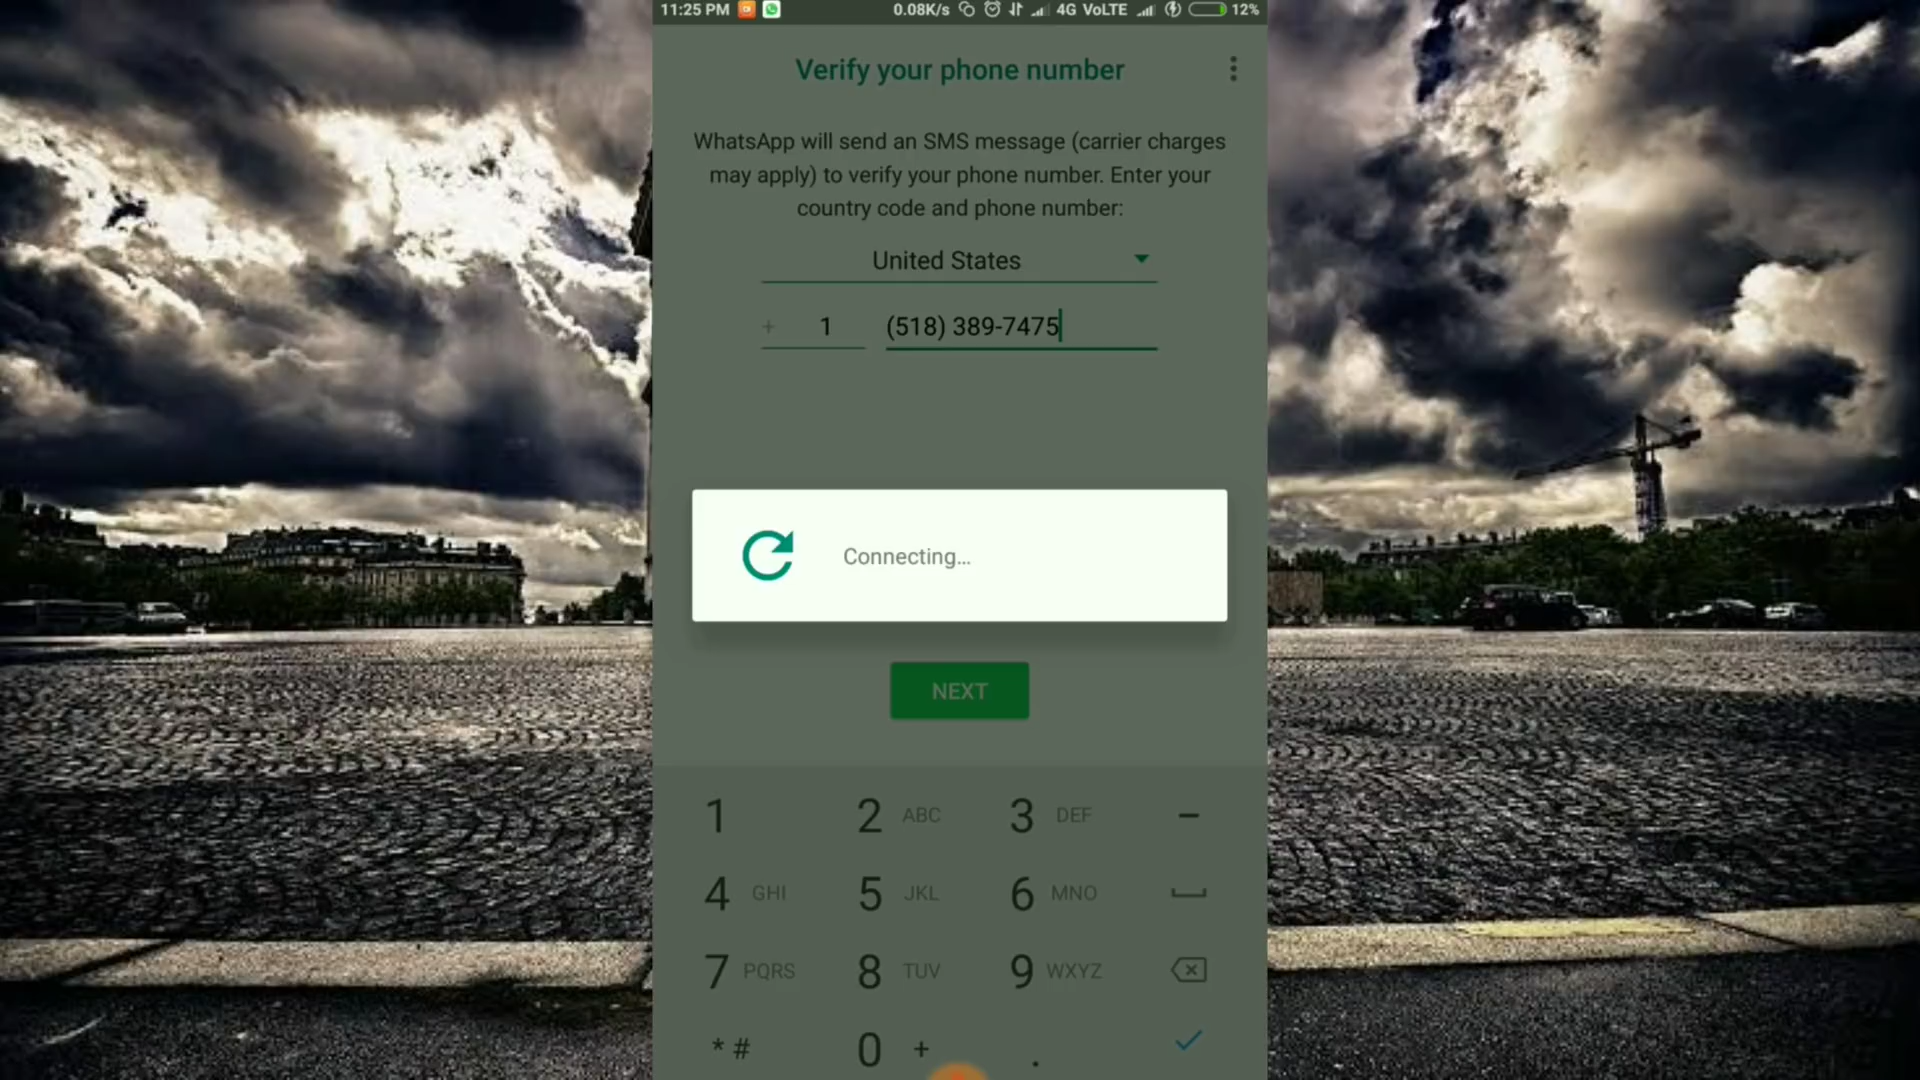 11:25 PM 0.08K/s 4G VoLTE 12%
Verify your phone number
WhatsApp will send an SMS message (carrier charges
may apply) to verify your phone number. Enter your
country code and phone number:
United States
+ 1 (518) 389-7475
Connecting...
NEXT
1 2 ABC 3 DEF –
4 GHI 5 JKL 6 MNO
7 PQRS 8 TUV 9 WXYZ
* # 0 + .